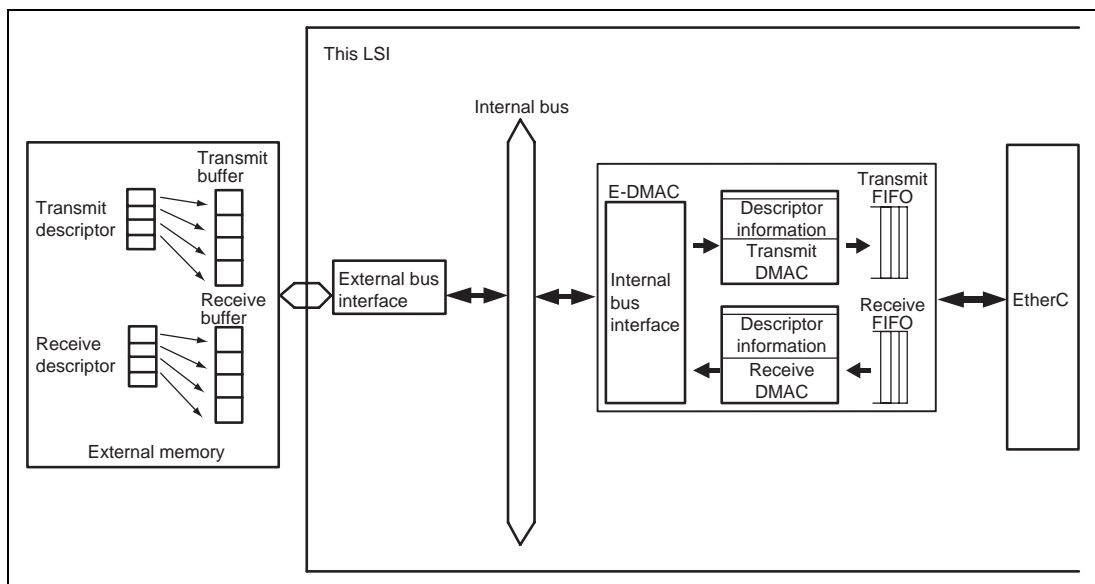 This LSI
Internal bus
Transmit
buffer
Transmit
descriptor
Receive
buffer
Receive
descriptor
External memory
External bus
interface
E-DMAC
Internal
bus
interface
Descriptor
information
Transmit
DMAC
Transmit
FIFO
Descriptor
information
Receive
DMAC
Receive
FIFO
EtherC